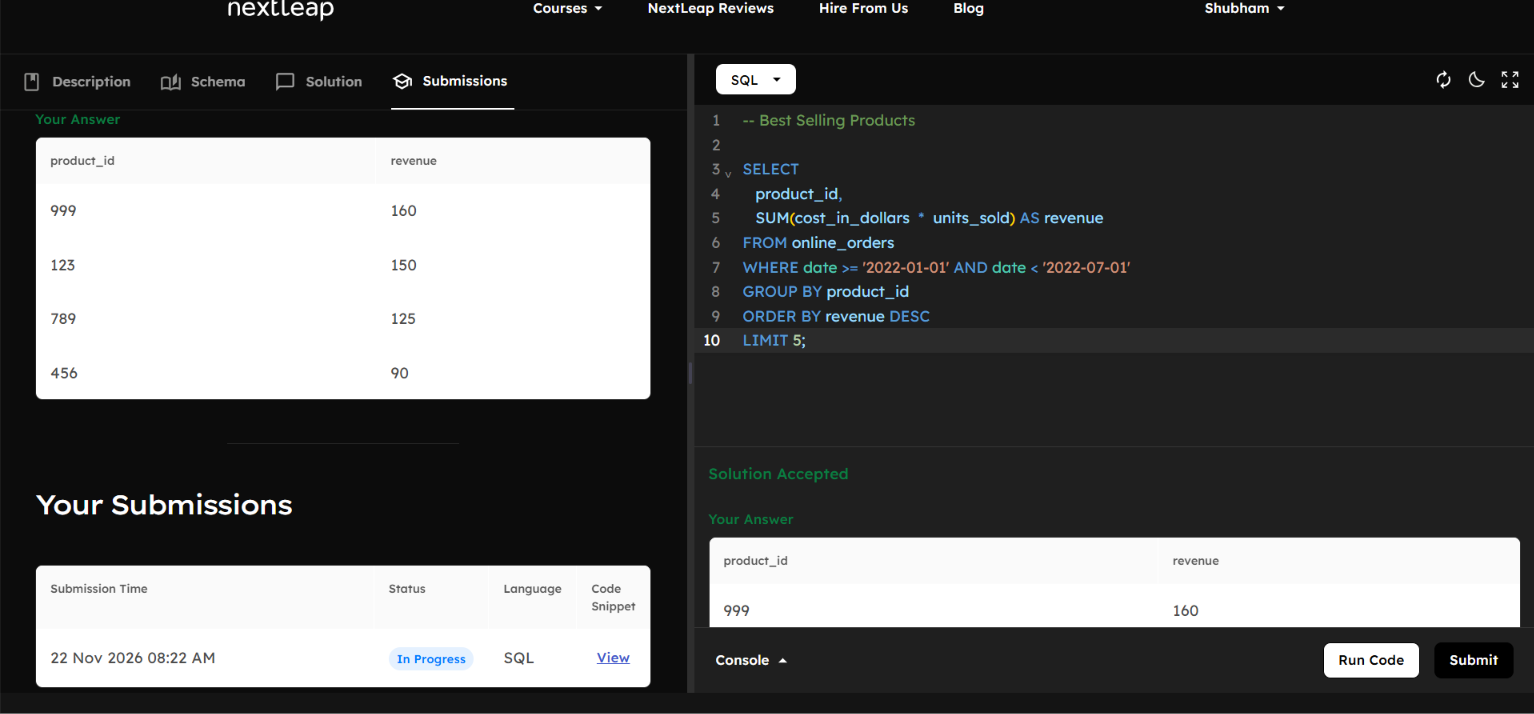 nextleap
Courses
NextLeap Reviews
Hire From Us
Blog
Shubham
Description
Schema
Solution
Submissions
Your Answer
product_id revenue
999 160
123 150
789 125
456 90
Your Submissions
Submission Time Status Language Code Snippet
22 Nov 2026 08:22 AM In Progress SQL View
SQL
1 -- Best Selling Products
2
3 SELECT
4 product_id,
5 SUM(cost_in_dollars * units_sold) AS revenue
6 FROM online_orders
7 WHERE date >= '2022-01-01' AND date < '2022-07-01'
8 GROUP BY product_id
9 ORDER BY revenue DESC
10 LIMIT 5;
Solution Accepted
Your Answer
product_id revenue
999 160
Console
Run Code
Submit